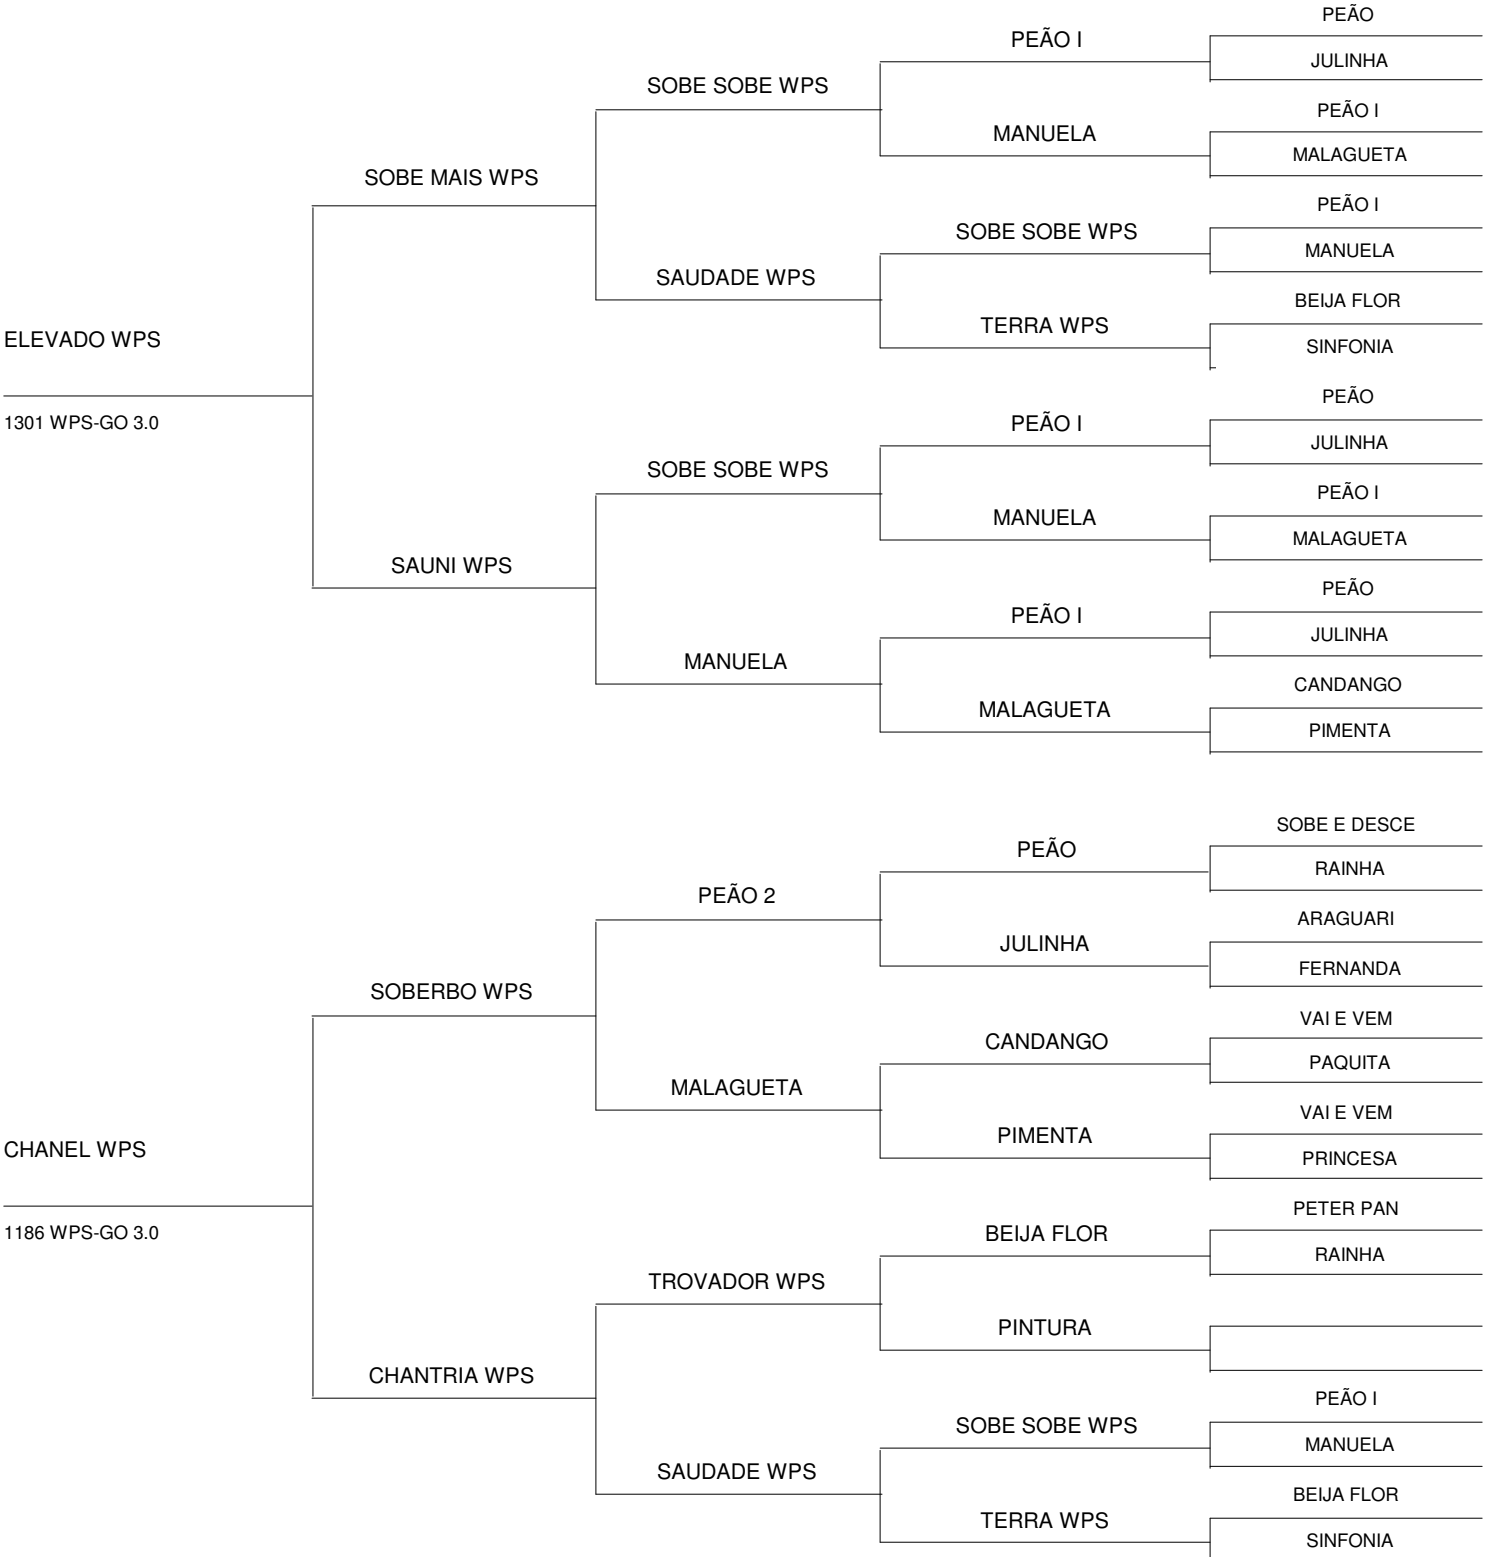 PEÃO
PEÃO I
JULINHA
SOBE SOBE WPS
PEÃO I
MANUELA
MALAGUETA
SOBE MAIS WPS
PEÃO I
SOBE SOBE WPS
MANUELA
SAUDADE WPS
BEIJA FLOR
TERRA WPS
ELEVADO WPS
SINFONIA
PEÃO
1301 WPS-GO 3.0
PEÃO I
JULINHA
SOBE SOBE WPS
PEÃO I
MANUELA
MALAGUETA
SAUNI WPS
PEÃO
PEÃO I
JULINHA
MANUELA
CANDANGO
MALAGUETA
PIMENTA
SOBE E DESCE
PEÃO
RAINHA
PEÃO 2
ARAGUARI
JULINHA
FERNANDA
SOBERBO WPS
VAI E VEM
CANDANGO
PAQUITA
MALAGUETA
VAI E VEM
PIMENTA
CHANEL WPS
PRINCESA
PETER PAN
1186 WPS-GO 3.0
BEIJA FLOR
RAINHA
TROVADOR WPS
PINTURA
CHANTRIA WPS
PEÃO I
SOBE SOBE WPS
MANUELA
SAUDADE WPS
BEIJA FLOR
TERRA WPS
SINFONIA